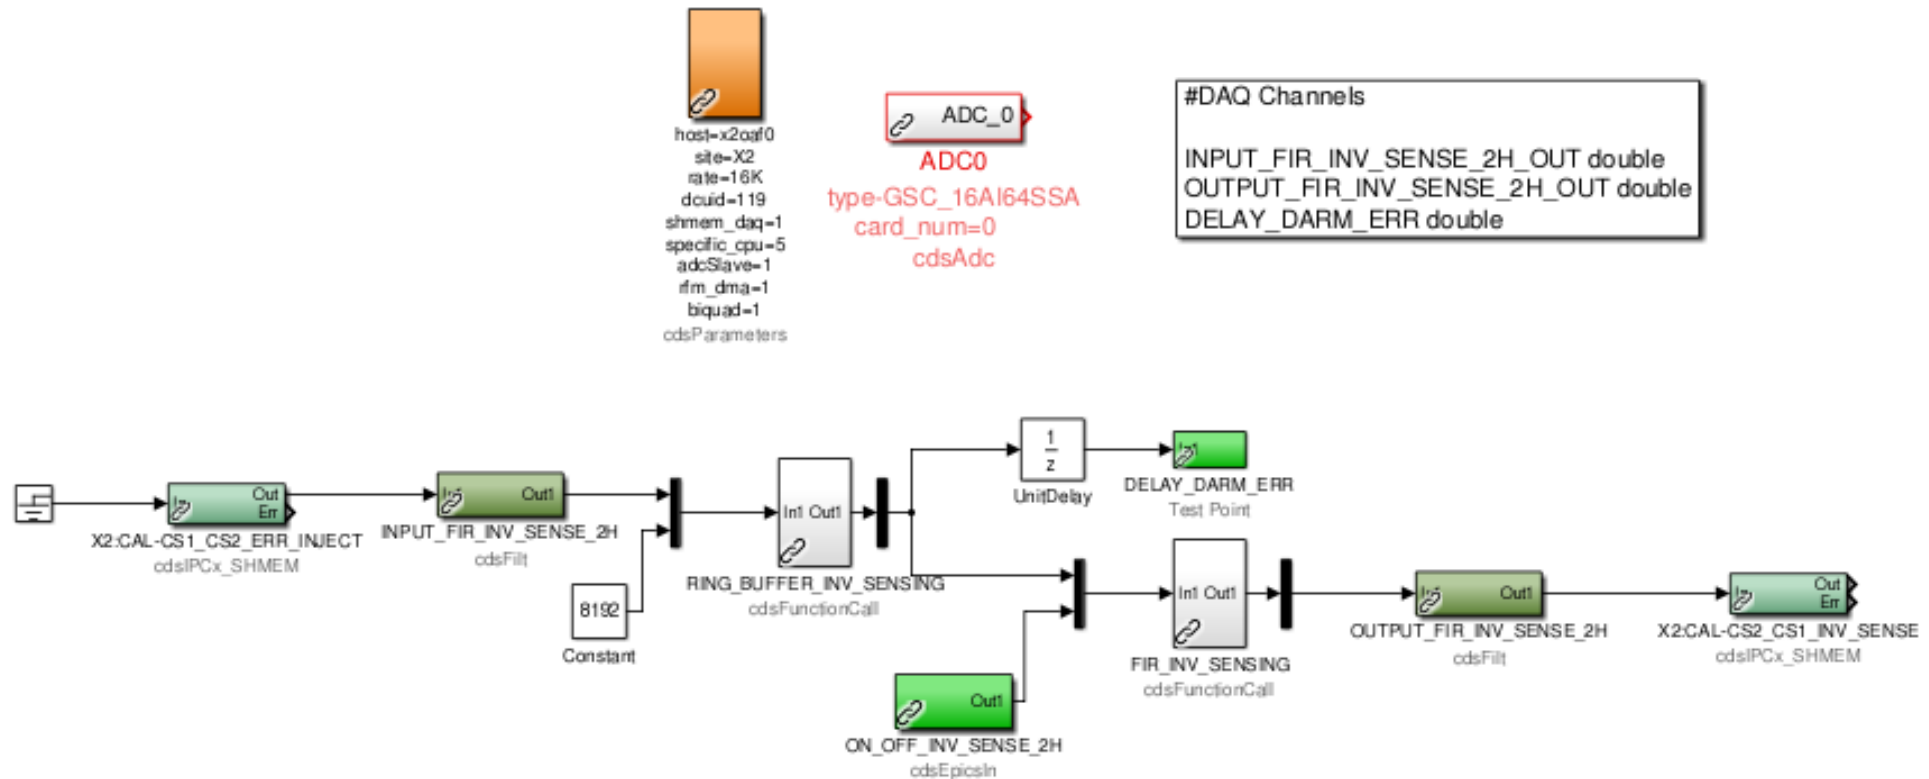 host=x2oaf0
site=X2
rate=16K
dcuid=119
shmem_daq=1
specific_cpu=5
adcSlave=1
rfm_dma=1
biquad=1
cdsParameters
ADC_0
ADC0
type-GSC_16AI64SSA
card_num=0
cdsAdc
#DAQ Channels
INPUT_FIR_INV_SENSE_2H_OUT double
OUTPUT_FIR_INV_SENSE_2H_OUT double
DELAY_DARM_ERR double
Out
Err
X2:CAL-CS1_CS2_ERR_INJECT
cdsIPCx_SHMEM
Out1
INPUT_FIR_INV_SENSE_2H
cdsFilt
8192
Constant
In1 Out1
RING_BUFFER_INV_SENSING
cdsFunctionCall
1
z
UnitDelay
In1
DELAY_DARM_ERR
Test Point
Out1
ON_OFF_INV_SENSE_2H
cdsEpicsIn
In1 Out1
FIR_INV_SENSING
cdsFunctionCall
Out1
OUTPUT_FIR_INV_SENSE_2H
cdsFilt
Out
Err
X2:CAL-CS2_CS1_INV_SENSE
cdsIPCx_SHMEM